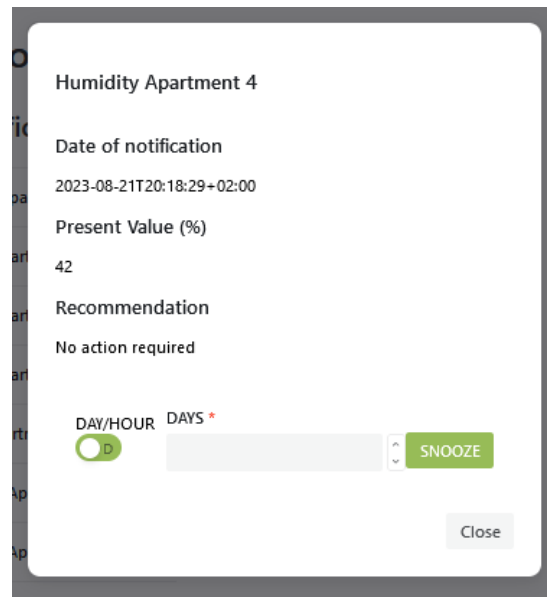 Humidity Apartment 4
Date of notification
2023-08-21T20:18:29+02:00
Present Value (%)
42
Recommendation
No action required
DAY/HOUR DAYS *
D
SNOOZE
Close